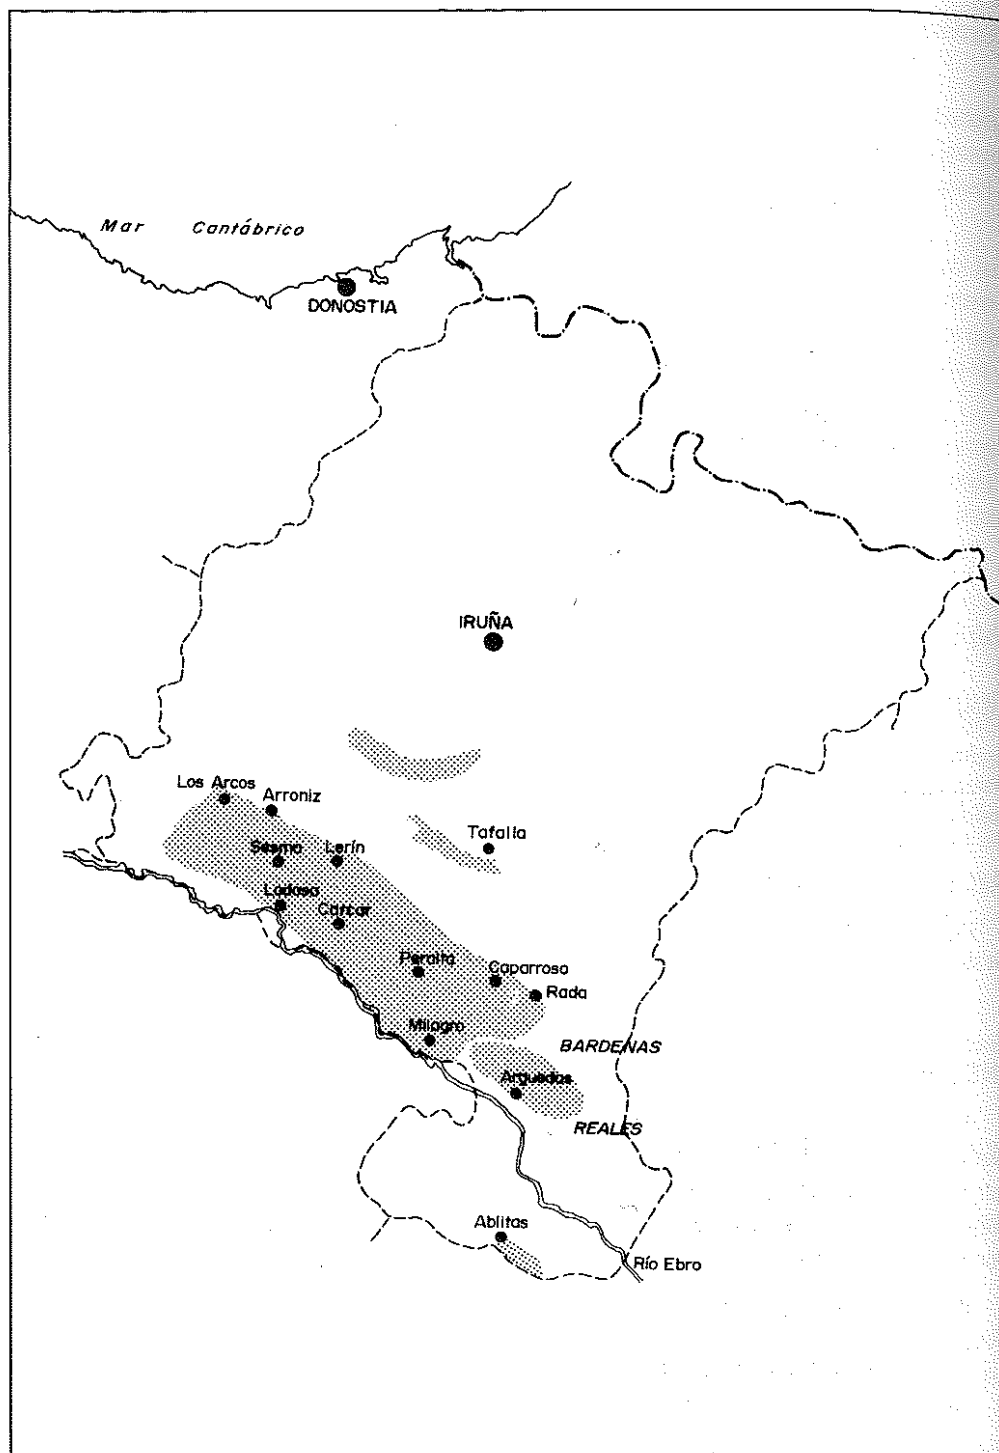 Mar Cantábrico
DONOSTIA
IRUÑA
Los Arcos
Arroniz
Tafalla
Sesma
Lerín
Lodosa
Cárcar
Peralta
Caparroso
Rada
Milagro
BARDENAS
Arguedas
REALES
Ablitas
Río Ebro